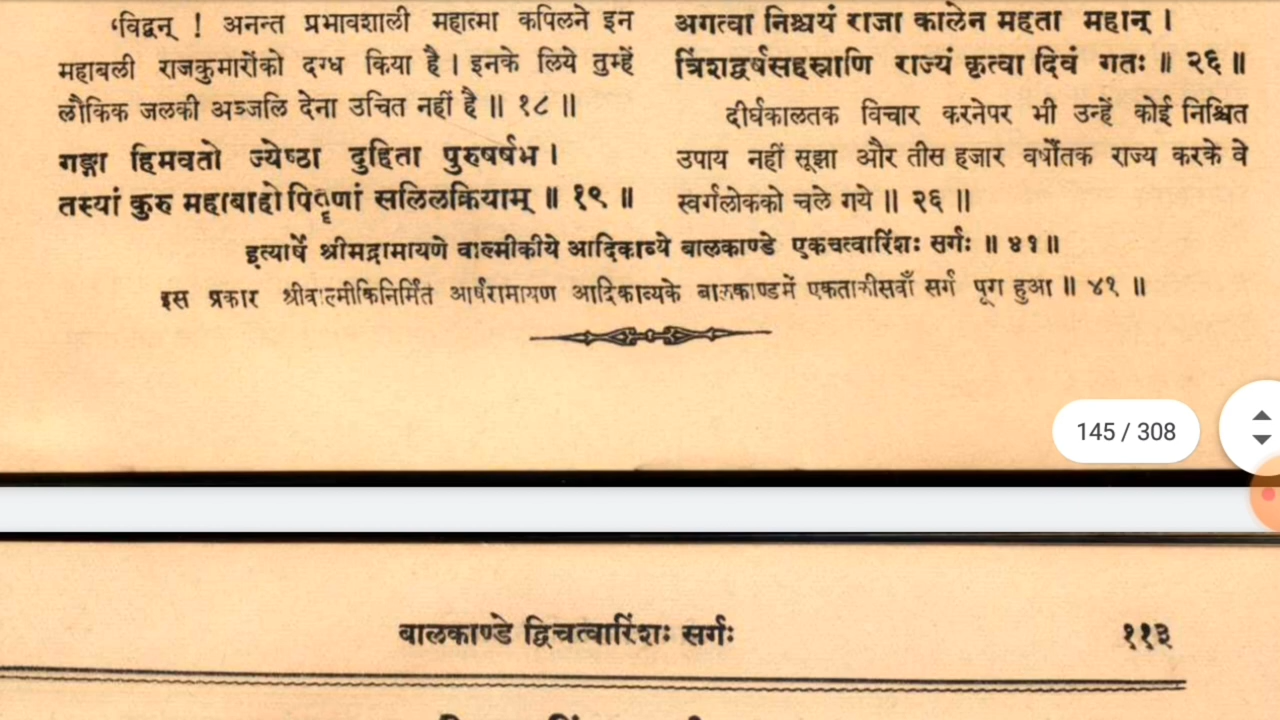 ‘विद्वन् ! अनन्त प्रभावशाली महात्मा कपिलने इन
महाबली राजकुमारोंको दग्ध किया है। इनके लिये तुम्हें
लौकिक जलकी अञ्जलि देना उचित नहीं है॥ १८॥
गङ्गा हिमवतो ज्येष्ठा दुहिता पुरुषर्षभ।
तस्यां कुरु महाबाहो पितॄणां सलिलक्रियाम्॥ १९॥
अगत्वा निश्चयं राजा कालेन महता महान्।
त्रिंशद्वर्षसहस्राणि राज्यं कृत्वा दिवं गतः॥ २६॥
दीर्घकालतक विचार करनेपर भी उन्हें कोई निश्चित
उपाय नहीं सूझा और तीस हजार वर्षोंतक राज्य करके वे
स्वर्गलोकको चले गये॥ २६॥
इत्यार्षे श्रीमद्रामायणे वाल्मीकीये आदिकाव्ये बालकाण्डे एकचत्वारिंशः सर्गः॥ ४१॥
इस प्रकार श्रीवाल्मीकिनिर्मित आर्षरामायण आदिकाव्यके बालकाण्डमें एकतालीसवाँ सर्ग पूरा हुआ॥ ४१॥
145 / 308
बालकाण्डे द्विचत्वारिंशः सर्गः ११३